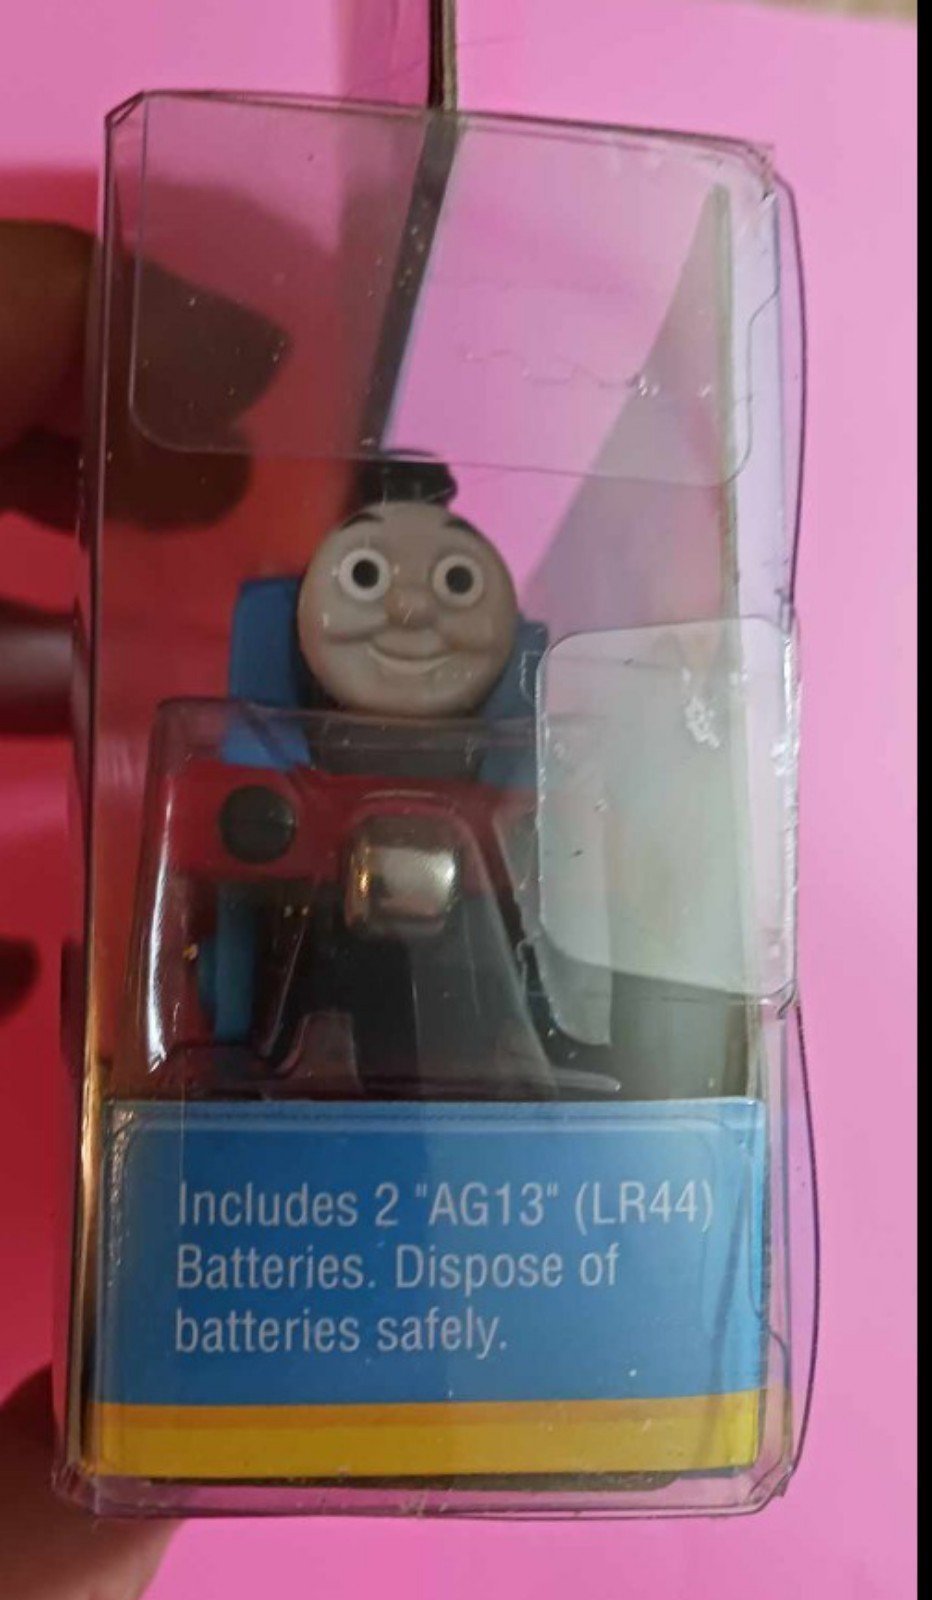 Includes 2 "AG13" (LR44)
Batteries. Dispose of
batteries safely.